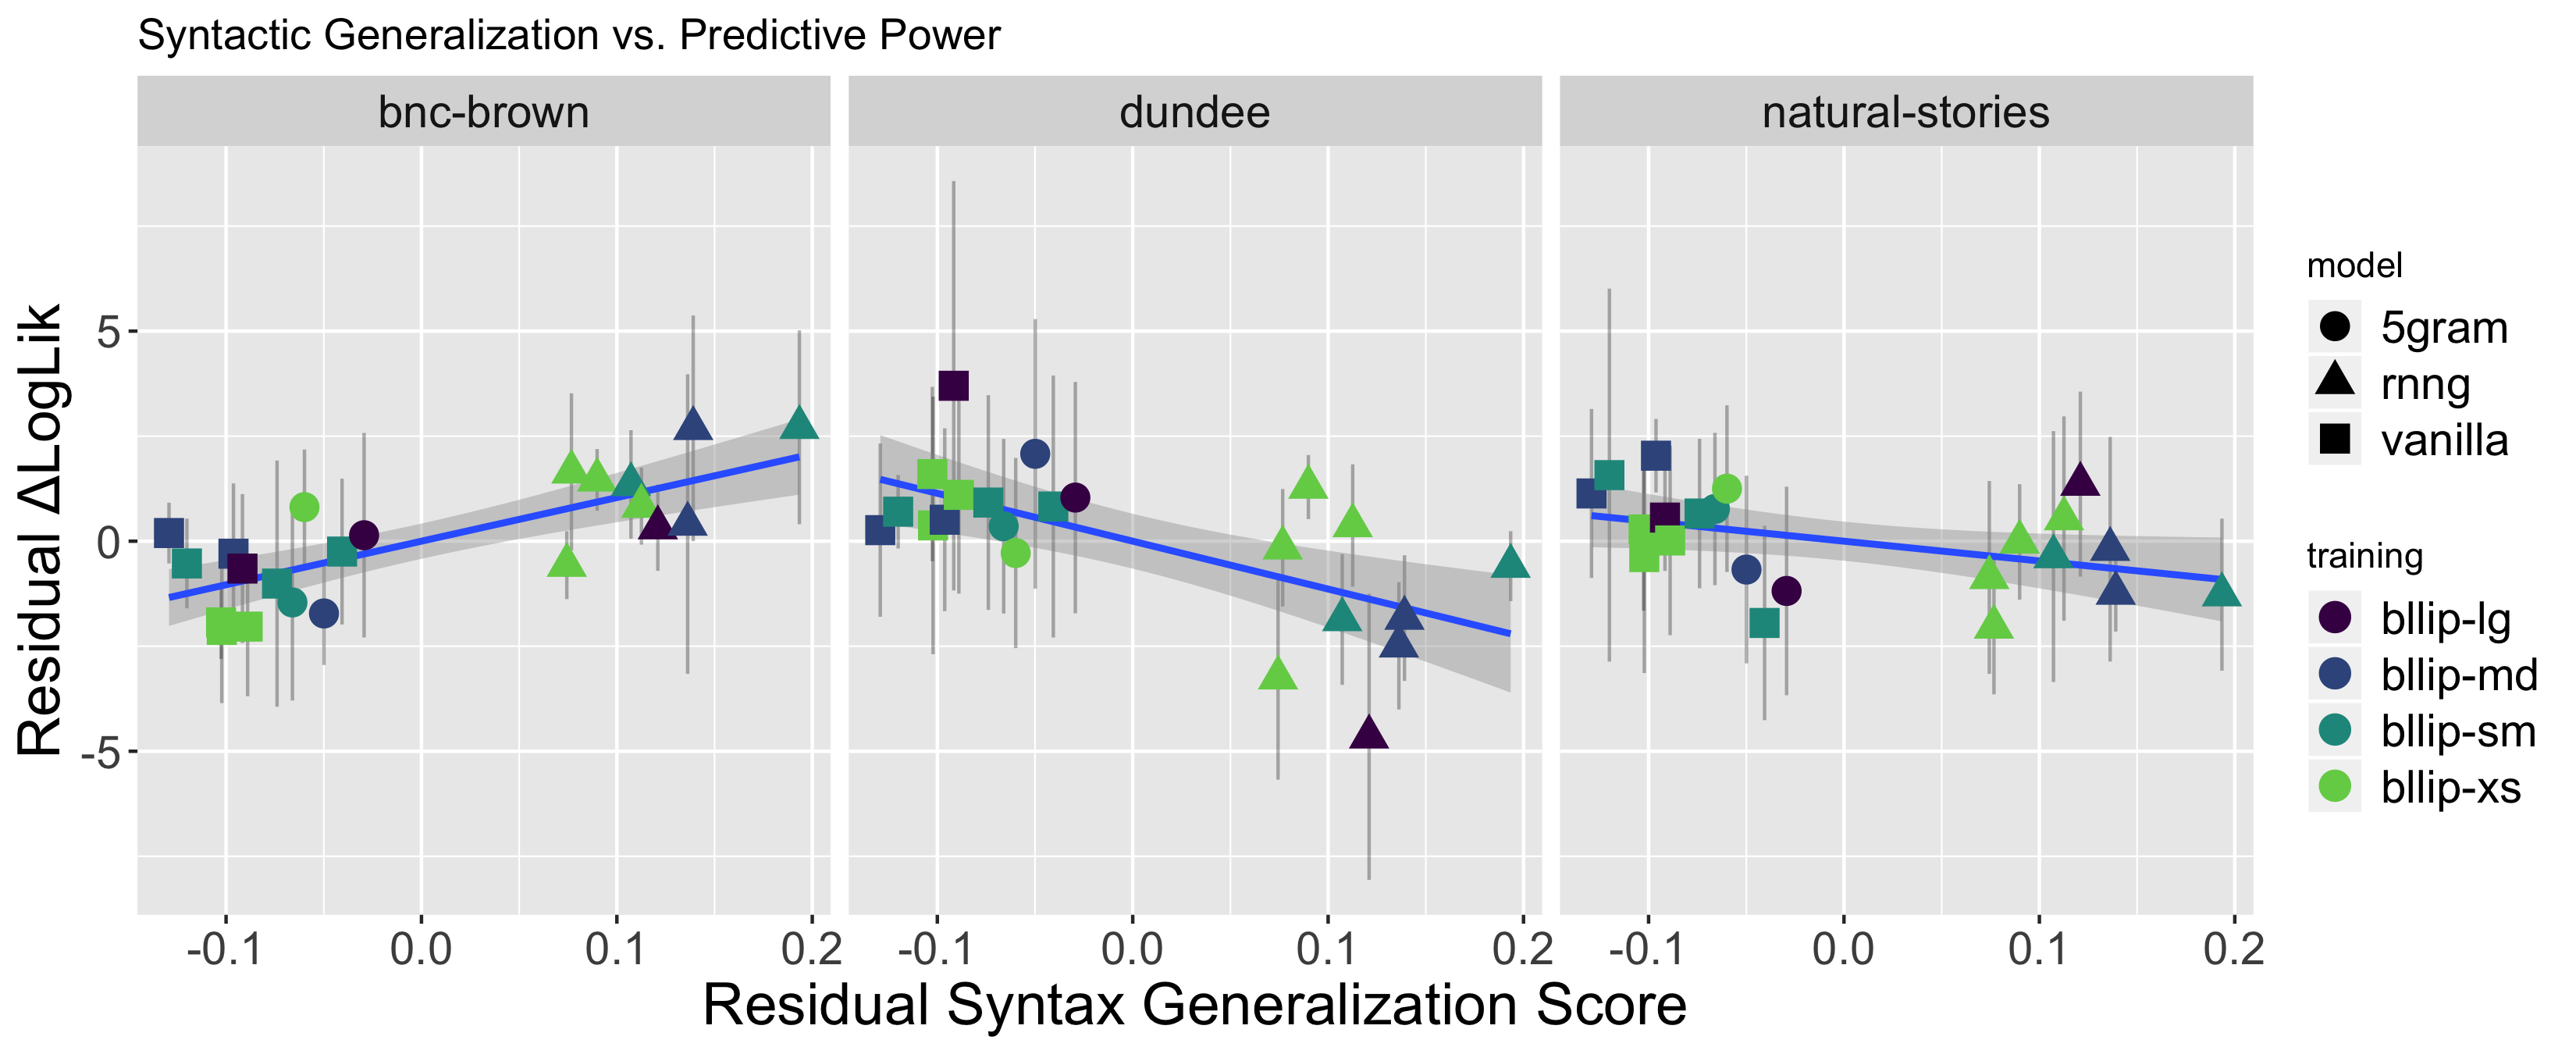 Syntactic Generalization vs. Predictive Power
bnc-brown
dundee
natural-stories
Residual ΔLogLik
5
0
-5
-0.1 0.0 0.1 0.2
-0.1 0.0 0.1 0.2
-0.1 0.0 0.1 0.2
Residual Syntax Generalization Score
model
5gram
rnng
vanilla
training
bllip-lg
bllip-md
bllip-sm
bllip-xs